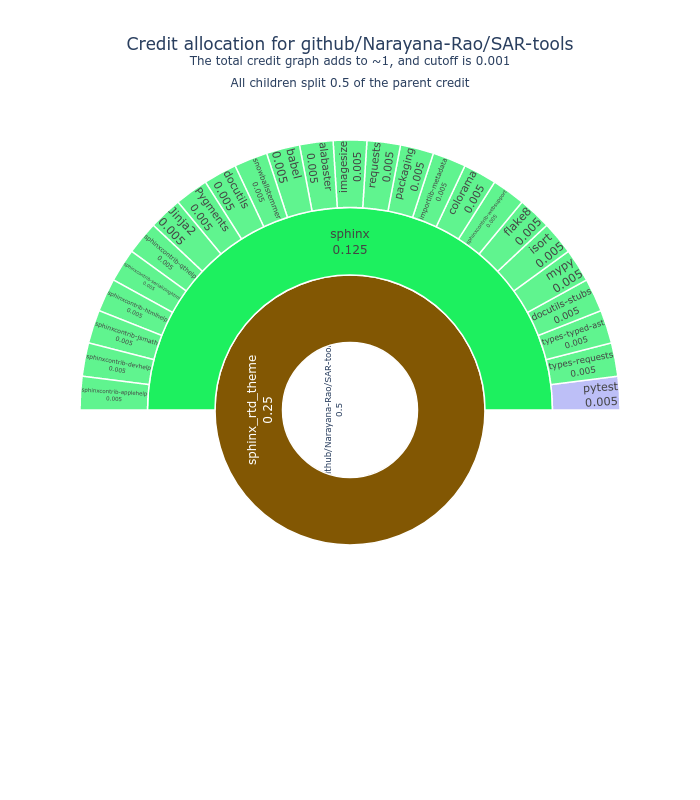 Credit allocation for github/Narayana-Rao/SAR-tools
The total credit graph adds to ~1, and cutoff is 0.001
All children split 0.5 of the parent credit
sphinxcontrib-applehelp
0.005
sphinxcontrib-devhelp
0.005
sphinxcontrib-jsmath
0.005
sphinxcontrib-htmlhelp
0.005
0.005
sphinxcontrib-qthelp
0.005
Jinja2
0.005
Pygments
0.005
docutils
0.005
snowballstemmer
0.005
babel
0.005
alabaster
0.005
imagesize
0.005
requests
0.005
packaging
0.005
importlib-metadata
0.005
colorama
0.005
0.005
flake8
0.005
isort
0.005
mypy
0.005
docutils-stubs
0.005
types-typed-ast
0.005
types-requests
0.005
pytest
0.005
sphinx
0.125
sphinx_rtd_theme
0.25
github/Narayana-Rao/SAR-tools
0.5